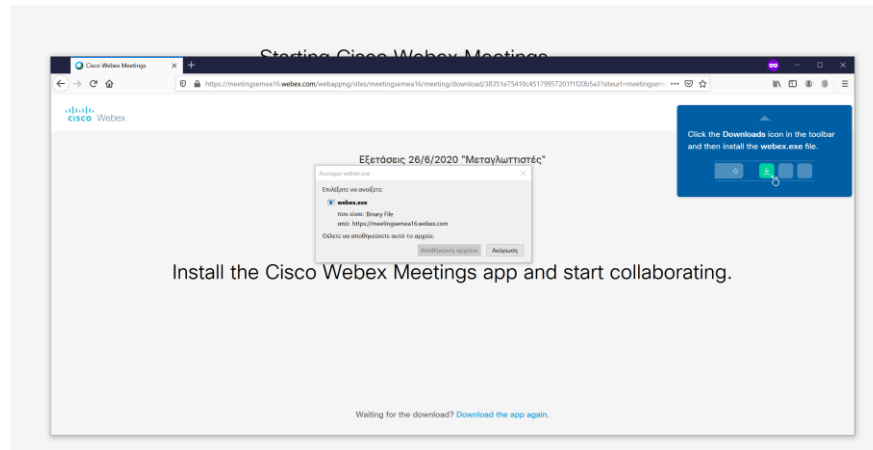 Starting Cisco Webex Meetings
Cisco Webex Meetings
https://meetingsemea16.webex.com/webappng/sites/meetingsemea16/meeting/download/
cisco Webex
Click the Downloads icon in the toolbar
and then install the webex.exe file.
Εξετάσεις 26/6/2020 "Μεταγλωττιστές"
Άνοιγμα webex.exe
Επιλέξατε να ανοίξετε:
webex.exe
που είναι: Binary File
από: https://meetingsemea16.webex.com
Θέλετε να αποθηκεύσετε αυτό το αρχείο;
Αποθήκευση αρχείου Ακύρωση
Install the Cisco Webex Meetings app and start collaborating.
Waiting for the download? Download the app again.